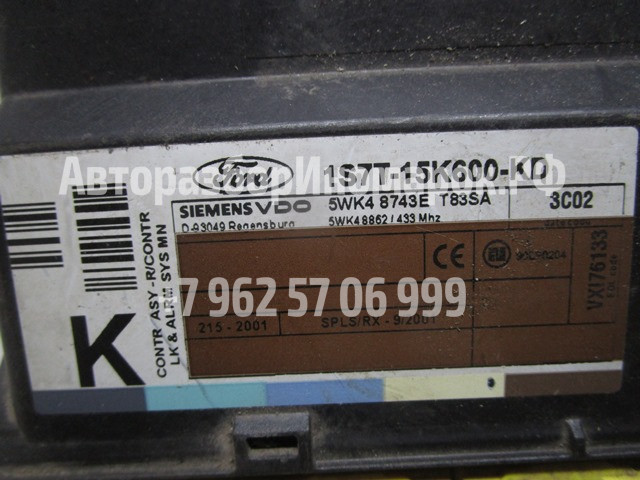 Ford
1S7T-15K600-KD
SIEMENS VDO
5WK4 8743E T83SA
3C02
D-93049 Regensburg
5WK4 8862 / 433 Mhz
CE
VXI76133
7 962 57 06 999
215 - 2001
SPLS/RX - 9/2001
K
CONTR ASY -R/CONTR
LK & ALRM SYS MN